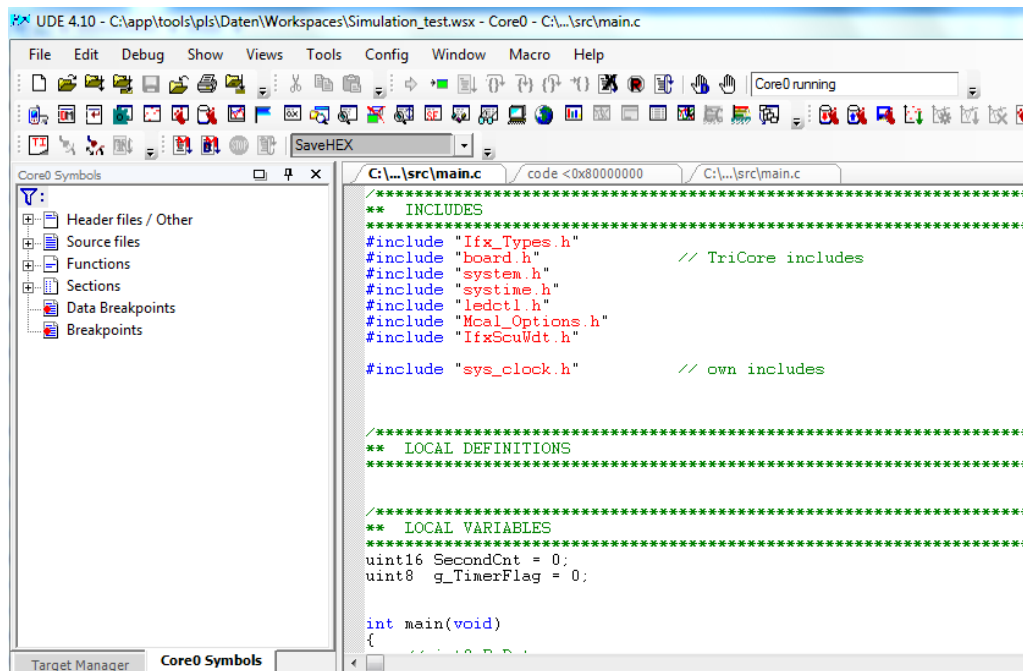 UDE 4.10 - C:\app\tools\pls\Daten\Workspaces\Simulation_test.wsx - Core0 - C:\...\src\main.c
File Edit Debug Show Views Tools Config Window Macro Help
Core0 running
SaveHEX
Core0 Symbols
Header files / Other
Source files
Functions
Sections
Data Breakpoints
Breakpoints
Target Manager Core0 Symbols
C:\...\src\main.c code <0x80000000 C:\...\src\main.c
/******************************************************************
** INCLUDES
*******************************************************************
#include "Ifx_Types.h"
#include "board.h" // TriCore includes
#include "system.h"
#include "systime.h"
#include "ledctl.h"
#include "Mcal_Options.h"
#include "IfxScuWdt.h"
#include "sys_clock.h" // own includes
/******************************************************************
** LOCAL DEFINITIONS
*******************************************************************
/******************************************************************
** LOCAL VARIABLES
*******************************************************************
uint16 SecondCnt = 0;
uint8 g_TimerFlag = 0;
int main(void)
{